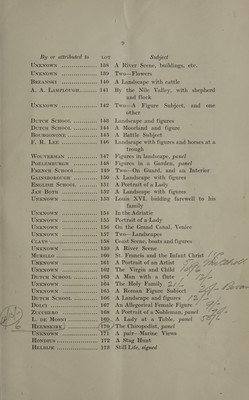 9
By or attributed to LOT Subject
Unknown 138 A River Scene, buildings, etc.
Unknown 139 Two—Flowers
Breanski 140 A Landscape with cattle
A. A. Lamplough 141 By the Nile Valley, with shepherd
and flock
Unknown 142 Two—A Figure Subject, and one
other
Dutch School 143 Landscape and figures
Dutch School 144 A Moorland and figure
Bourgognone 145 A Battle Subject
F. R. Lee 146 Landscape with figures and horses at a
trough
Wouverman 147 Figures in landscape, panel
Poelemburgh 148 Figures in a Garden, panel
French School 149 Two—On Guard, and an Interior
Gainsborough 150 A Landscape with figures
English School 151 A Portrait of a Lady
Jan Both 152 A Landscape with figures
Unknown 153 Louis XVI. bidding farewell to his
family
Unknown 154 In the Adriatic
Unknown 155 Portrait of a Lady
Unknown 156 On the Grand Canal, Venice
Unknown 157 Two—Landscapes
Clays 158 Coast Scene, boats and figures
Unknown 159 A River Scene
Murillo 160 St. Francis and the Infant Christ
Unknown 161 A Portrait of an Artist
Unknown 162 The Virgin and Child
Dutch School 163 A Man with a flute
Unknown 164 The Holy Family
Unknown 165 A Roman Figure Subject
Dutch School 166 A Landscape and figures
Dolci 167 An Allegorical Female Figure
Zucchero 168 A Portrait of a Nobleman, panel
L. de Mossi 169 A Lady at a Table, panel
Heemskerk 170 The Chiropodist, panel
Unknown 171 A pair—Marine Views
Hondius 172 A Stag Hunt
Helmsir 173 Still Life, signed